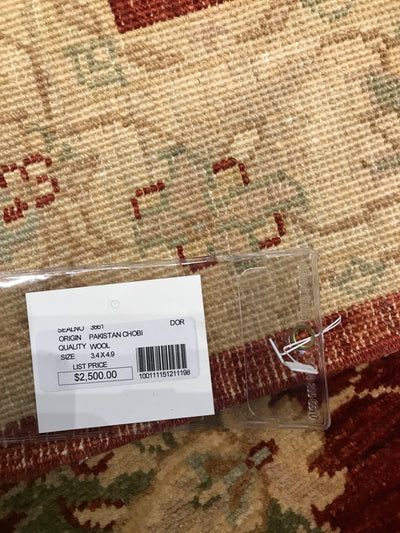 SEALNO 3661 DOR
ORIGIN PAKISTAN CHOBI
QUALITY WOOL
SIZE 3.4 X 4.9
LIST PRICE
$2,500.00
100111151211198